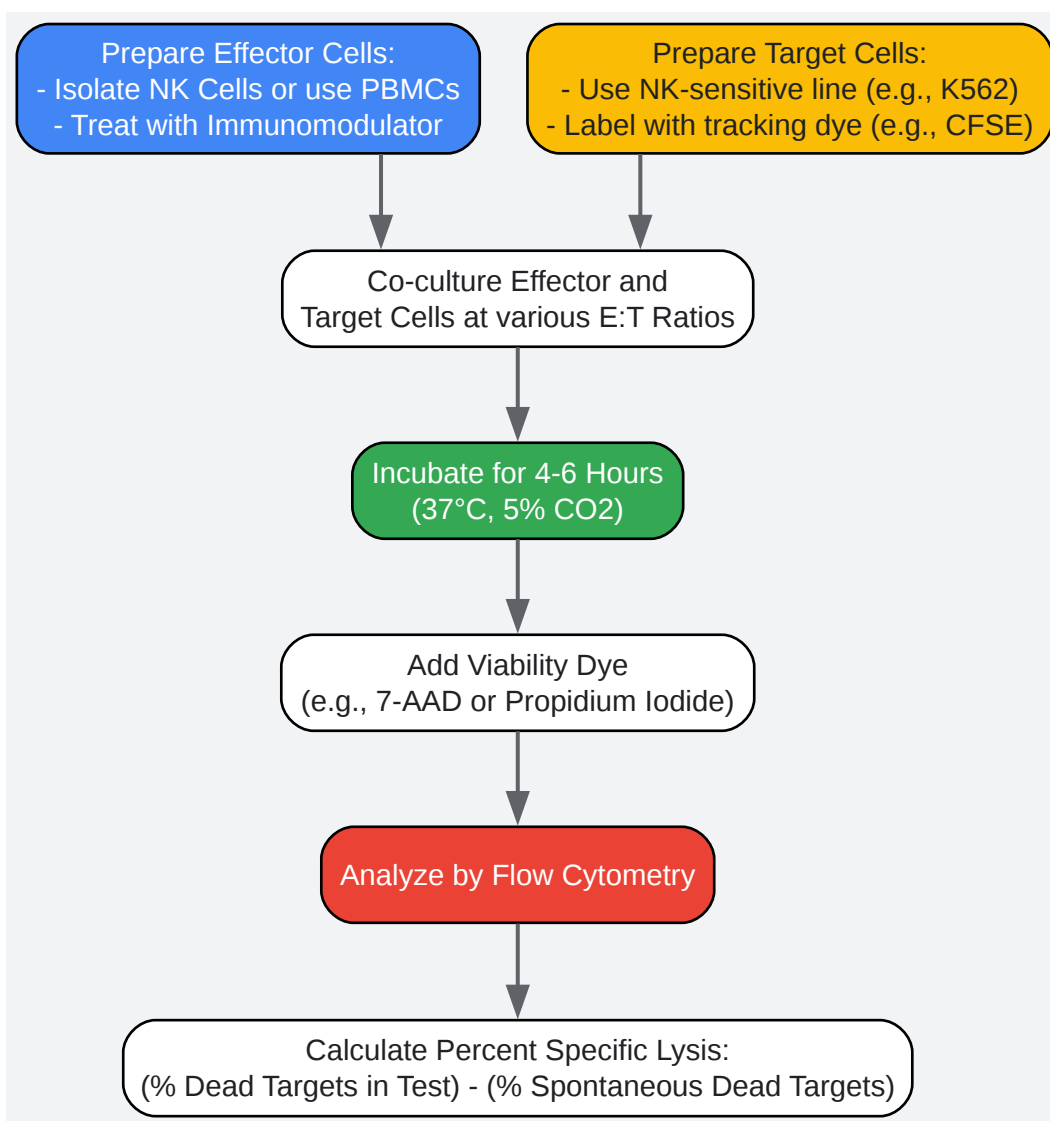 Prepare Effector Cells:
- Isolate NK Cells or use PBMCs
- Treat with Immunomodulator
Prepare Target Cells:
- Use NK-sensitive line (e.g., K562)
- Label with tracking dye (e.g., CFSE)
Co-culture Effector and
Target Cells at various E:T Ratios
Incubate for 4-6 Hours
(37°C, 5% CO2)
Add Viability Dye
(e.g., 7-AAD or Propidium Iodide)
Analyze by Flow Cytometry
Calculate Percent Specific Lysis:
(% Dead Targets in Test) - (% Spontaneous Dead Targets)